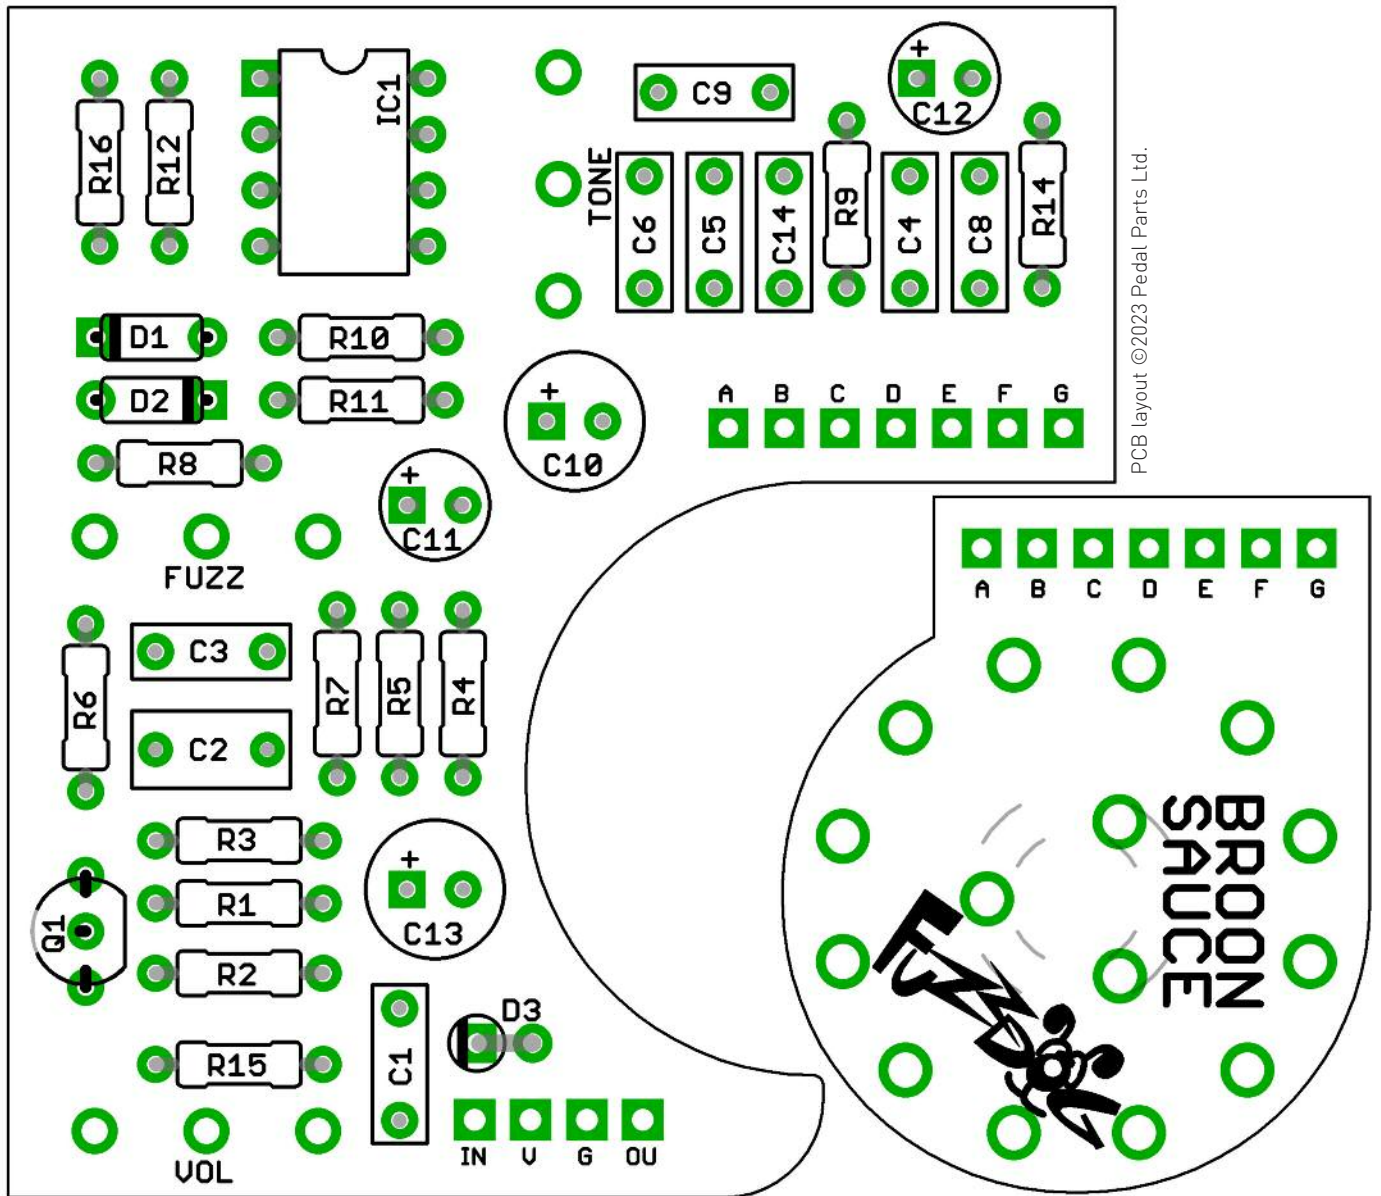 R16
R12
IC1
C9
+
C12
TONE
C6
C5
C14
R9
C4
C8
R14
PCB layout ©2023 Pedal Parts Ltd.
D1
R10
D2
R11
R8
+
C10
A B C D E F G
+
C11
FUZZ
A B C D E F G
R6
C3
R7
R5
R4
C2
R3
+
C13
R1
Q1
R2
BROON
SAUCE
FUZZ
D3
R15
C1
IN V G OU
VOL